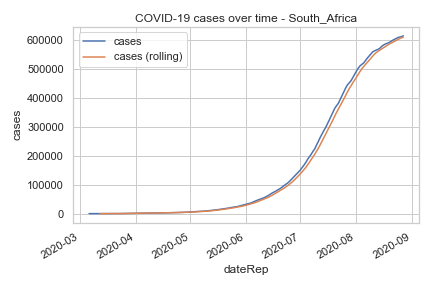 COVID-19 cases over time - South_Africa
cases
cases (rolling)
600000
500000
400000
300000
200000
100000
0
cases
2020-03
2020-04
2020-05
2020-06
2020-07
2020-08
2020-09
dateRep